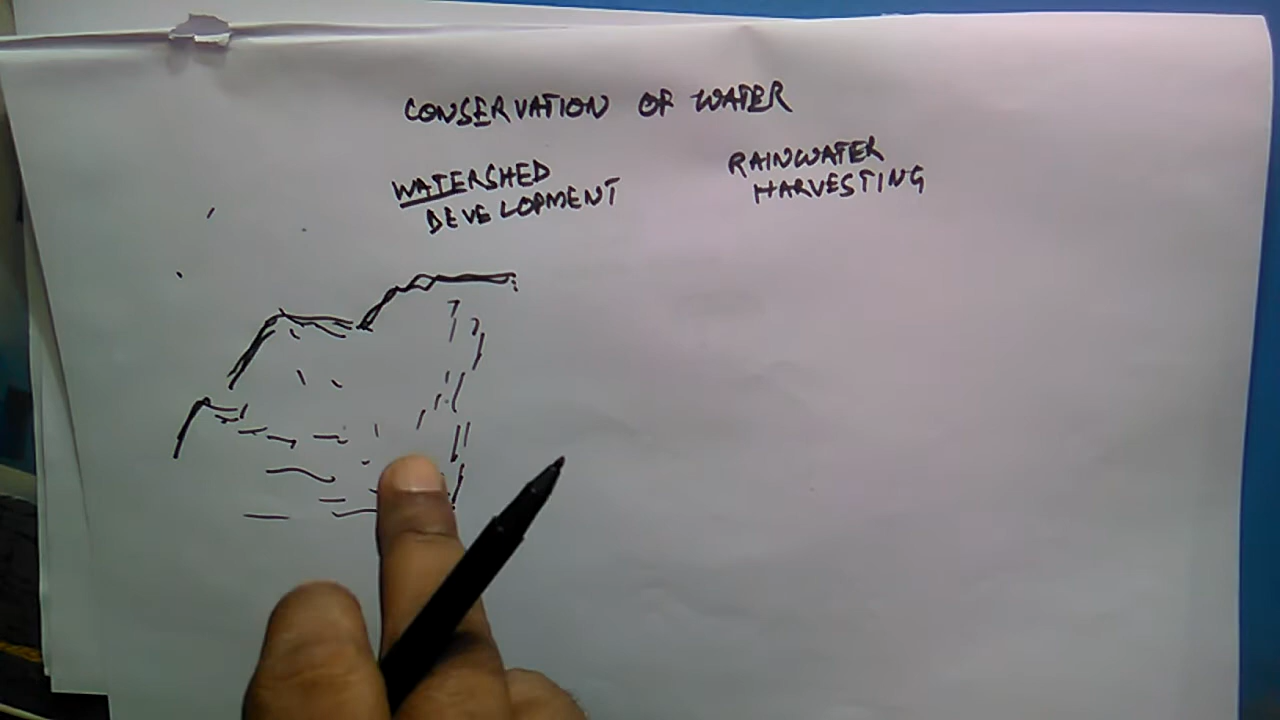 CONSERVATION OF WATER
WATERSHED
DEVELOPMENT
RAINWATER
HARVESTING